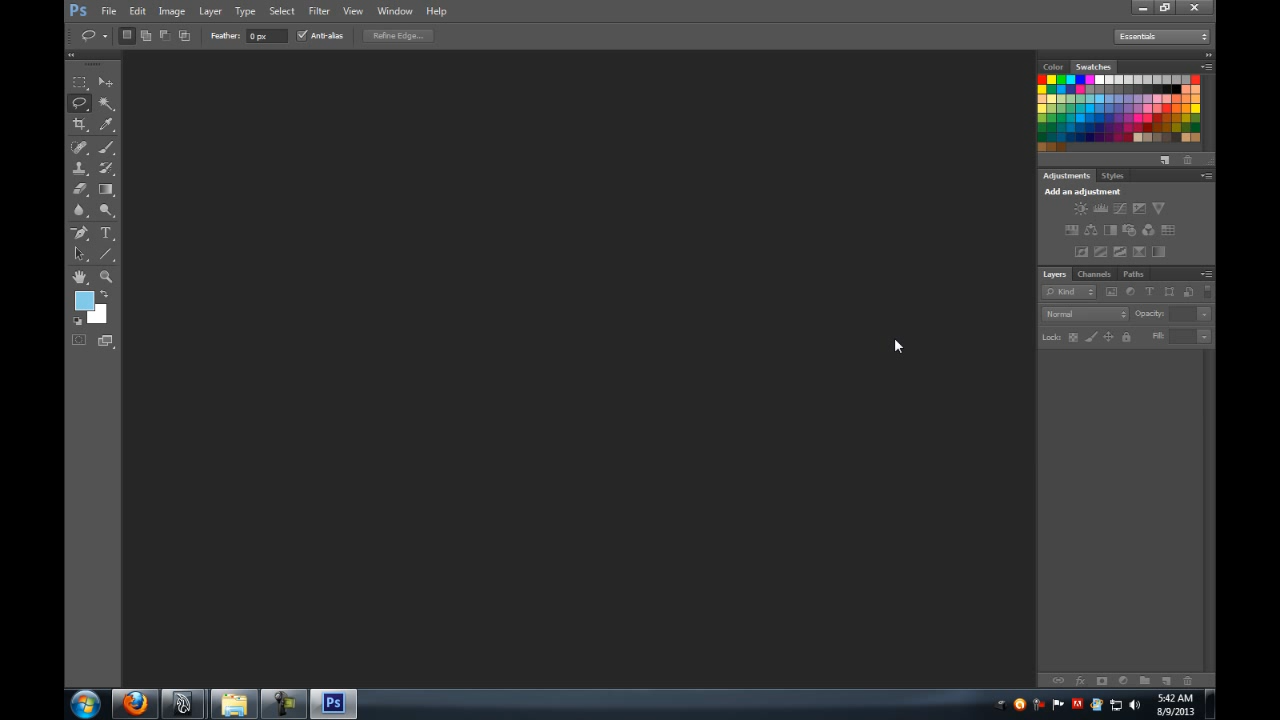 Ps File Edit Image Layer Type Select Filter View Window Help
Feather: 0 px Anti-alias Refine Edge... Essentials
Color Swatches
Adjustments Styles
Add an adjustment
Layers Channels Paths
Kind
Normal Opacity:
Lock: Fill:
Ps
5:42 AM
8/9/2013